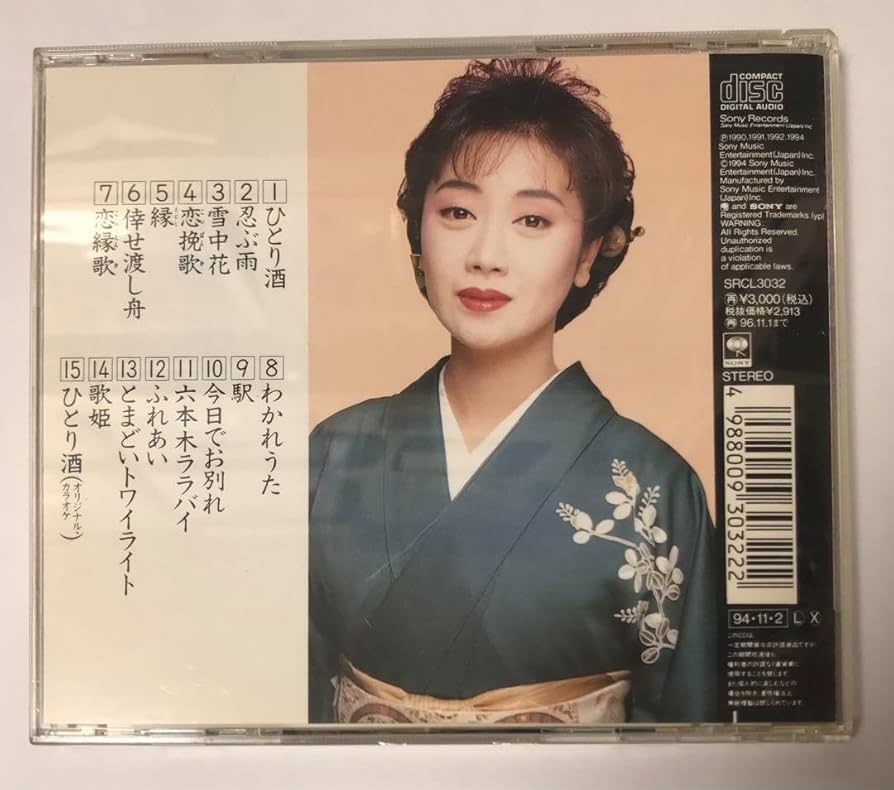 1 ひとり酒
2 忍ぶ雨
3 雪中花
4 恋挽歌
5 縁
6 倖せ渡し舟
7 恋縁歌
8 わかれうた
9 駅
10 今日でお別れ
11 六本木ララバイ
12 ふれあい
13 とまどいトワイライト
14 歌姫
15 ひとり酒(オリジナル・カラオケ)
COMPACT
disc
DIGITAL AUDIO
Sony Records
Sony Music Entertainment (Japan) Inc.
Ⓟ1990,1991,1992,1994
Sony Music
Entertainment(Japan)Inc.
©1994 Sony Music
Entertainment(Japan)Inc.
Manufactured by
Sony Music Entertainment
(Japan)Inc.
and SONY are
Registered Trademarks.(yp)
WARNING:
All Rights Reserved.
Unauthorized
duplication is
a violation
of applicable laws.
SRCL3032
再¥3,000(税込)
税抜価格¥2,913
再96.11.1まで
SONY
STEREO
4 988009 303222
94・11・2 L X